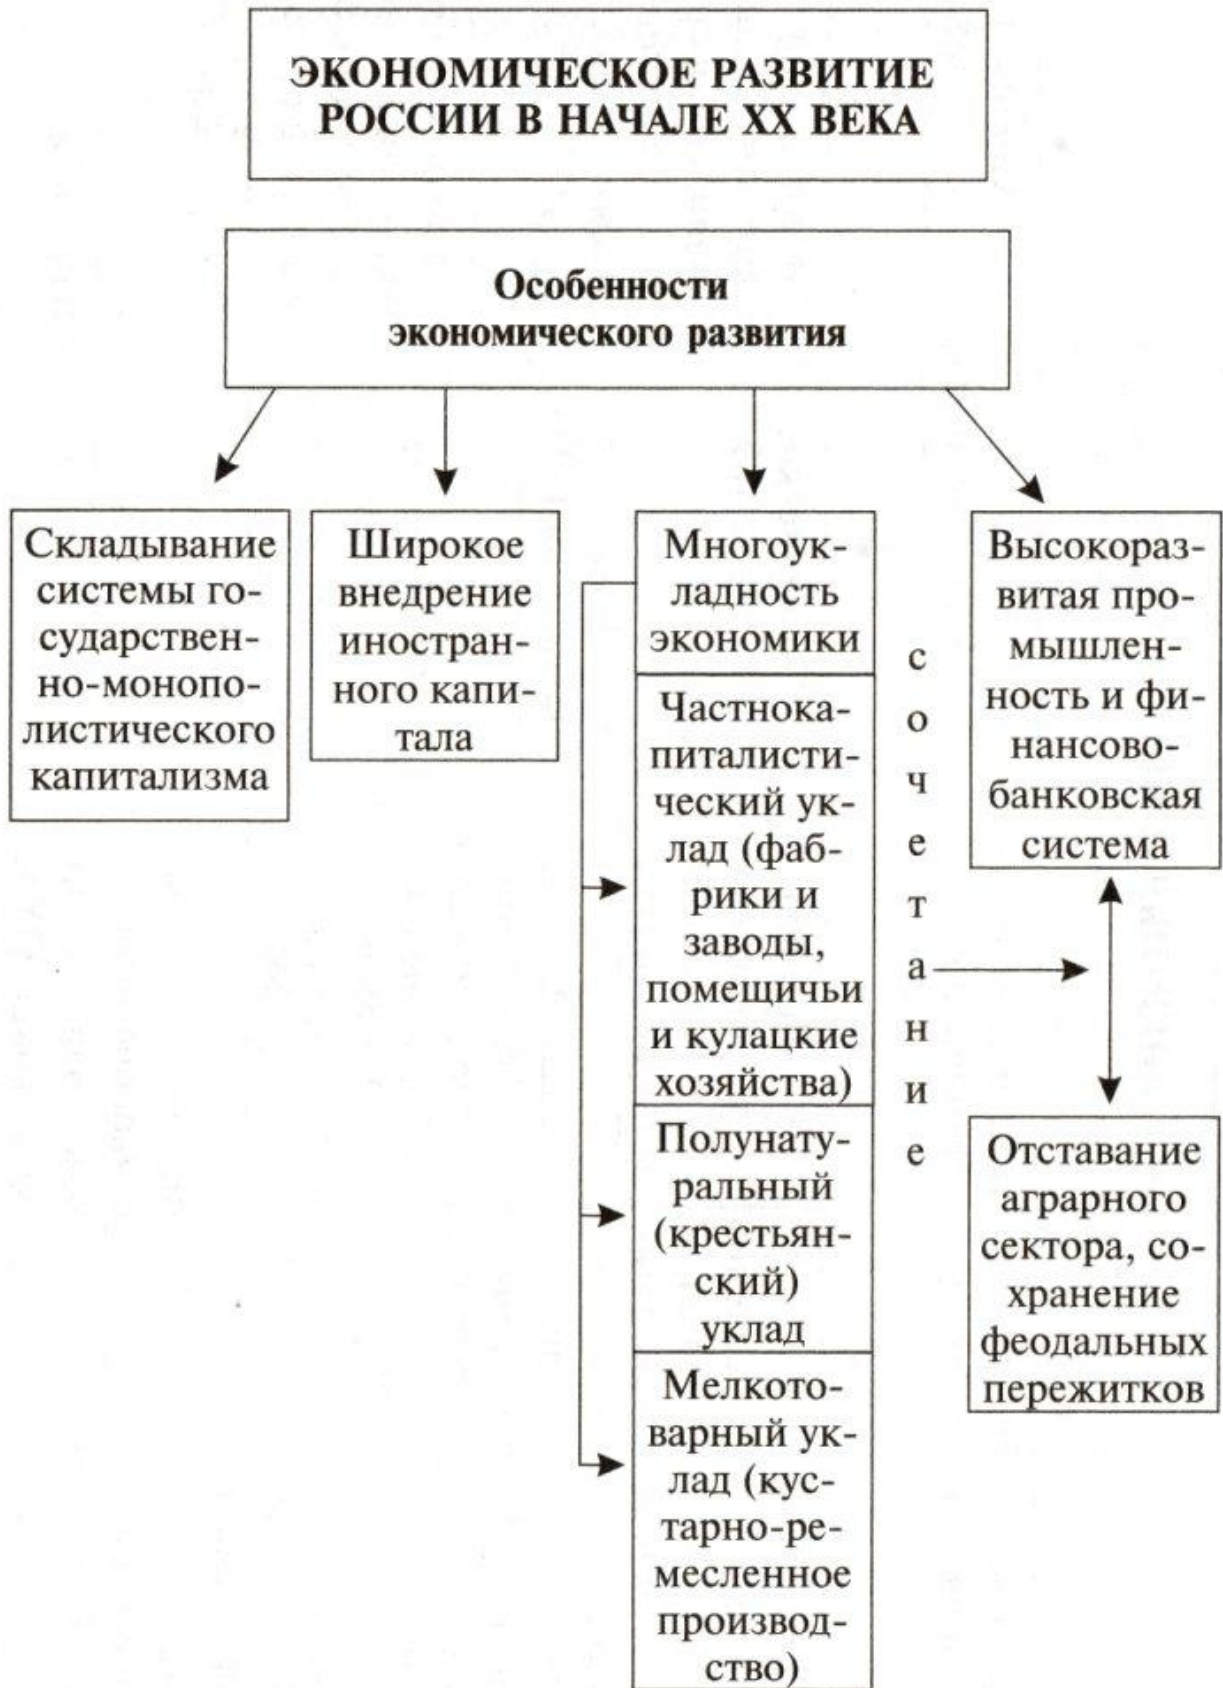 ЭКОНОМИЧЕСКОЕ РАЗВИТИЕ
РОССИИ В НАЧАЛЕ XX ВЕКА
Особенности
экономического развития
Складывание
системы го-
сударствен-
но-монопо-
листического
капитализма
Широкое
внедрение
иностран-
ного капи-
тала
Многоук-
ладность
экономики
Частнока-
питалисти-
ческий ук-
лад (фаб-
рики и
заводы,
помещичьи
и кулацкие
хозяйства)
Полунату-
ральный
(крестьян-
ский)
уклад
Мелкото-
варный ук-
лад (кус-
тарно-ре-
месленное
производ-
ство)
с
о
ч
е
т
а
н
и
е
Высокораз-
витая про-
мышлен-
ность и фи-
нансово-
банковская
система
Отставание
аграрного
сектора, со-
хранение
феодальных
пережитков